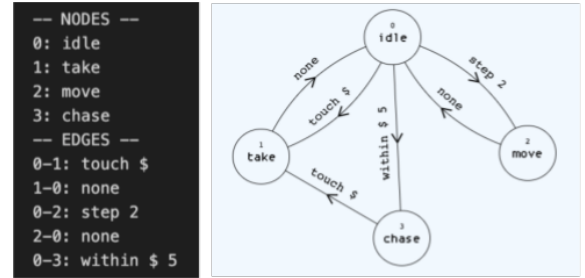 -- NODES --
0: idle
1: take
2: move
3: chase
-- EDGES --
0-1: touch $
1-0: none
0-2: step 2
2-0: none
0-3: within $ 5
0
idle
none
touch $
step 2
none
within $ 5
1
take
2
move
touch $
3
chase